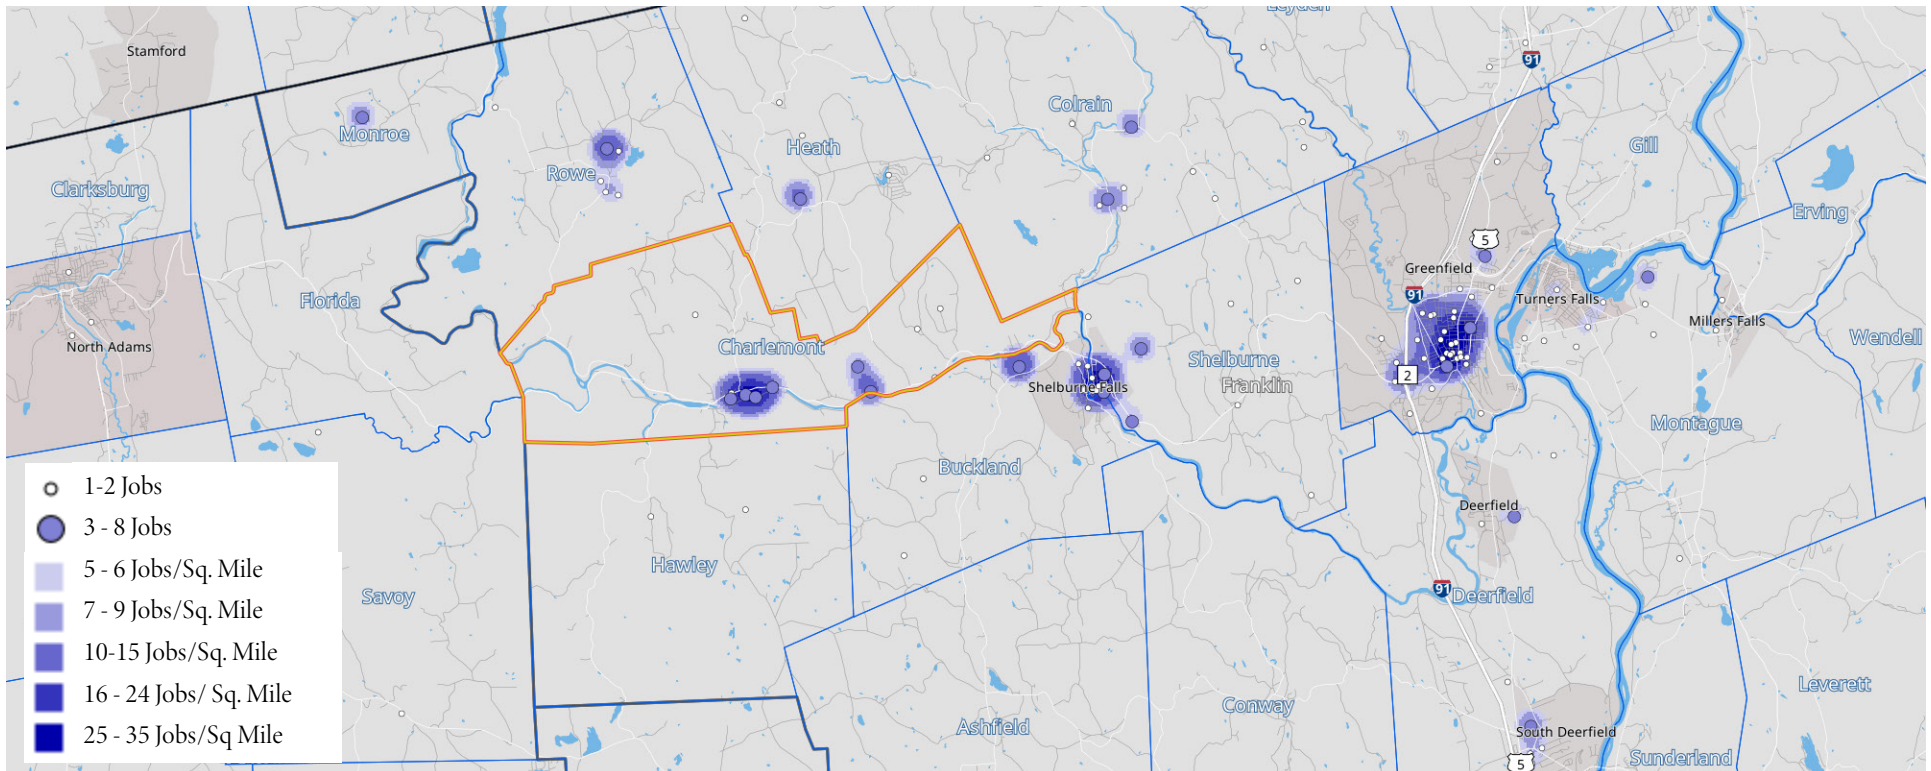 Leyden
Stamford
91
Colrain
Monroe
Heath
Gill
Rowe
Clarksburg
Erving
5
Greenfield
91
Florida
Turners Falls
Millers Falls
Wendell
North Adams
Charlemont
Shelburne
2
Shelburne Falls
Franklin
Montague
Buckland
Deerfield
Hawley
91
Deerfield
Savoy
Leverett
Conway
Ashfield
South Deerfield
Sunderland
5
1-2 Jobs
3 - 8 Jobs
5 - 6 Jobs/Sq. Mile
7 - 9 Jobs/Sq. Mile
10-15 Jobs/Sq. Mile
16 - 24 Jobs/ Sq. Mile
25 - 35 Jobs/Sq Mile